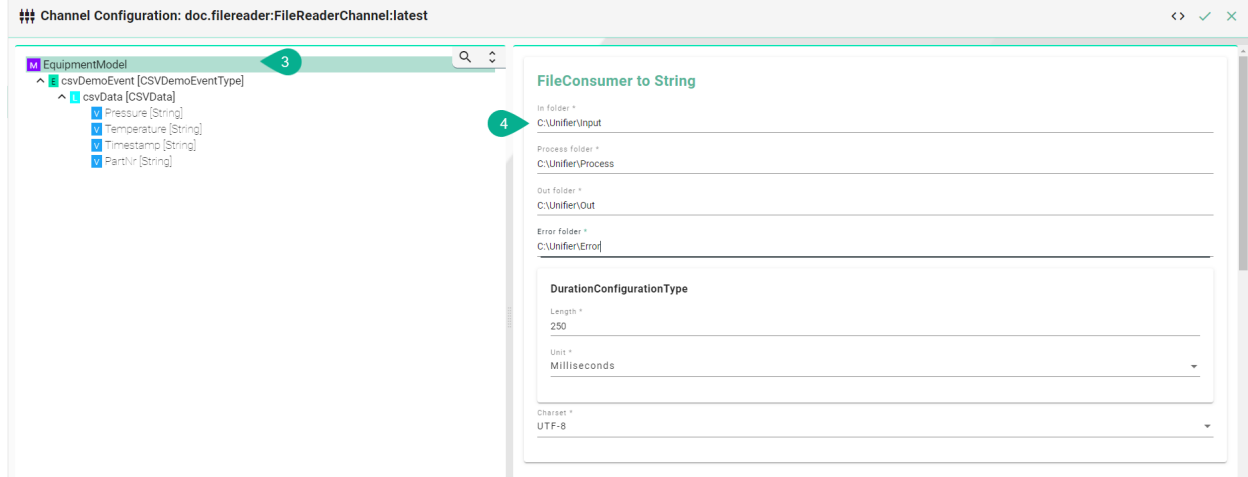 Channel Configuration: doc.filereader:FileReaderChannel:latest
M EquipmentModel
3
E csvDemoEvent [CSVDemoEventType]
L csvData [CSVData]
V Pressure [String]
V Temperature [String]
V Timestamp [String]
V PartNr [String]
FileConsumer to String
In folder *
4
C:\Unifier\Input
Process folder *
C:\Unifier\Process
Out folder *
C:\Unifier\Out
Error folder *
C:\Unifier\Error
DurationConfigurationType
Length *
250
Unit *
Milliseconds
Charset *
UTF-8